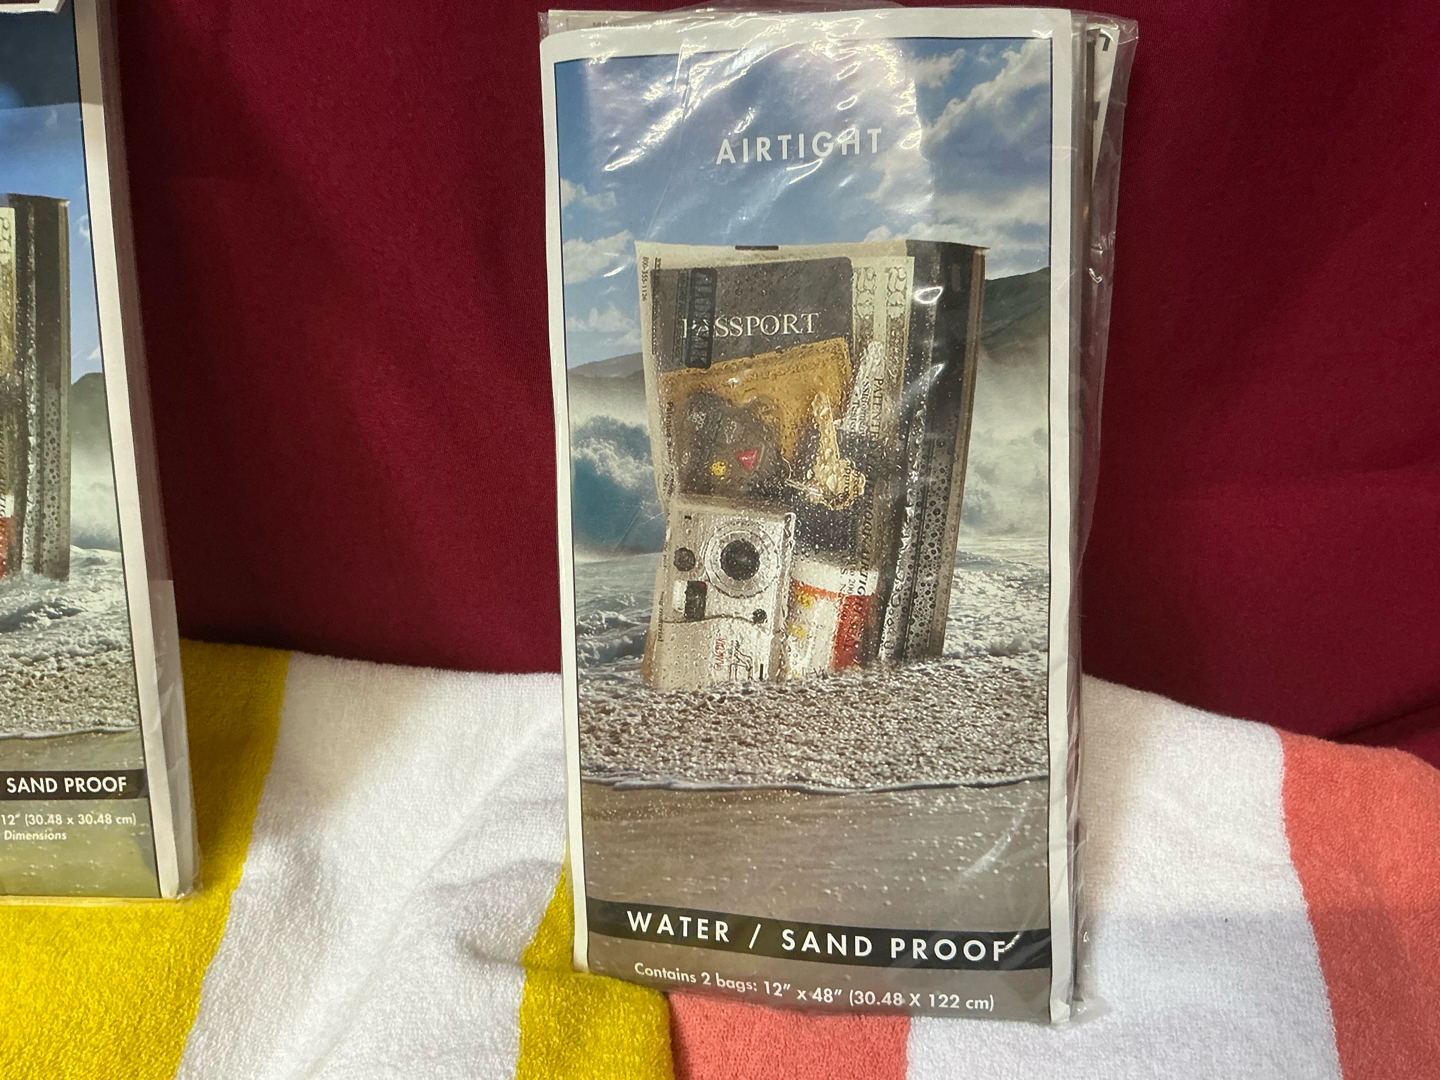 AIRTIGHT
PASSPORT
WATER / SAND PROOF
Contains 2 bags: 12" x 48" (30.48 X 122 cm)
SAND PROOF
12" (30.48 x 30.48 cm)
Dimensions